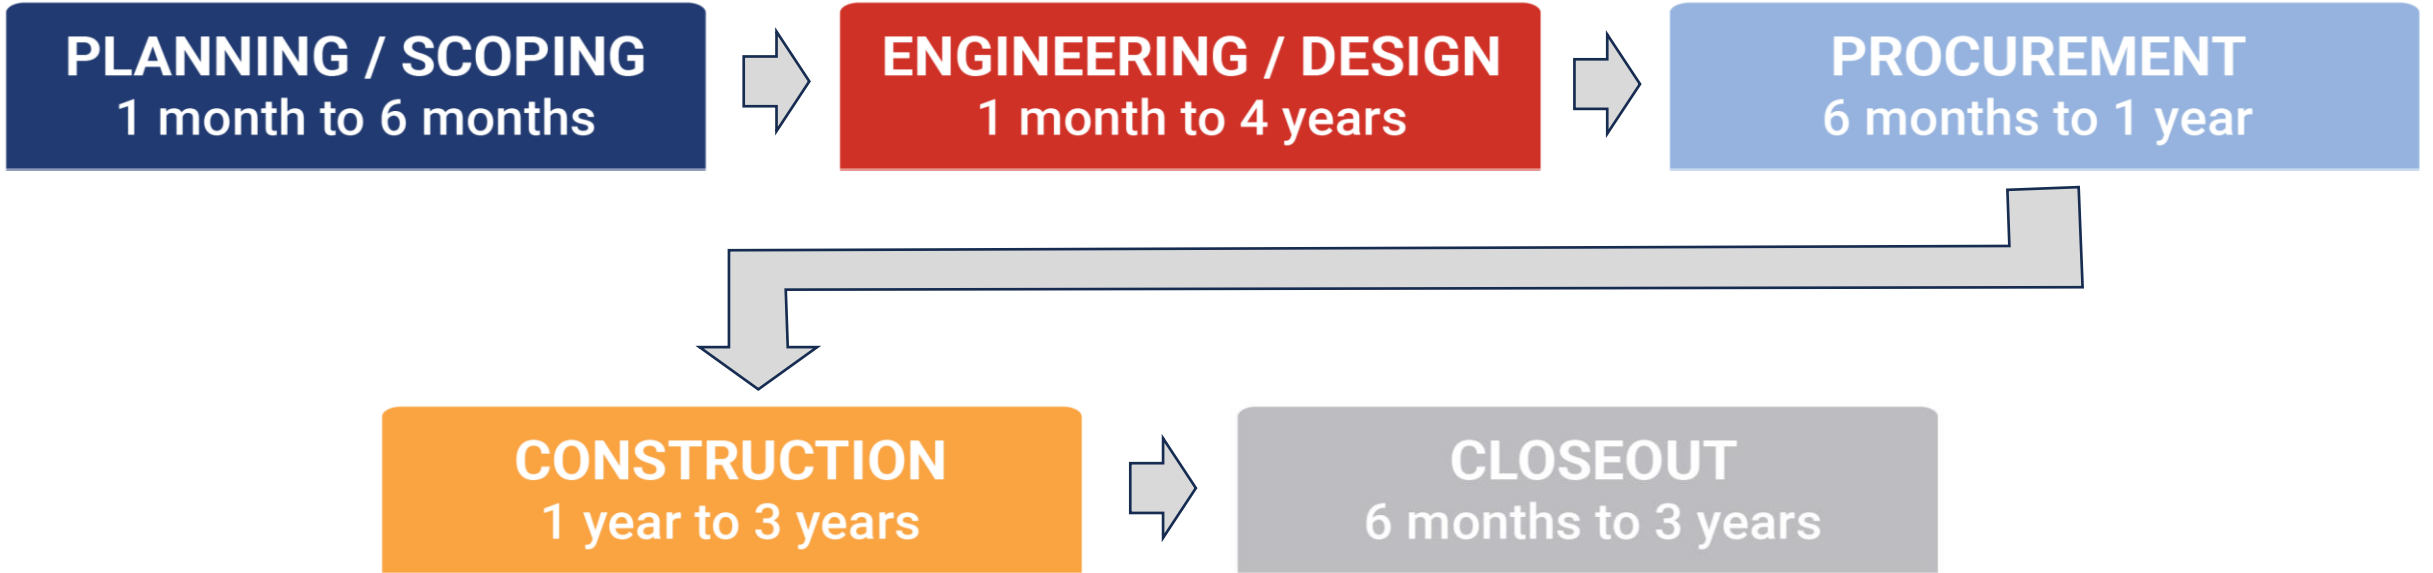 PLANNING / SCOPING
1 month to 6 months
ENGINEERING / DESIGN
1 month to 4 years
PROCUREMENT
6 months to 1 year
CONSTRUCTION
1 year to 3 years
CLOSEOUT
6 months to 3 years